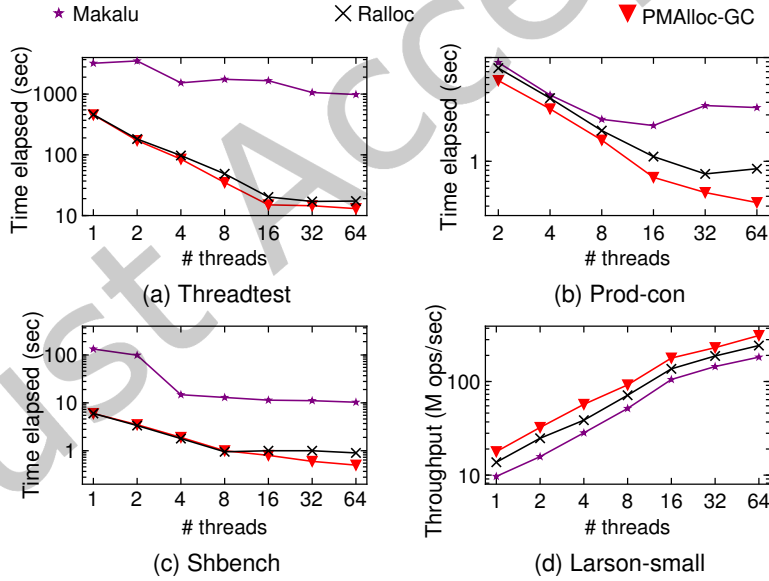 Makalu Ralloc PMAlloc-GC
Time elapsed (sec)
1000
100
10
1 2 4 8 16 32 64
# threads
(a) Threadtest
Time elapsed (sec)
1
2 4 8 16 32 64
# threads
(b) Prod-con
Time elapsed (sec)
100
10
1
1 2 4 8 16 32 64
# threads
(c) Shbench
Throughput (M ops/sec)
100
10
1 2 4 8 16 32 64
# threads
(d) Larson-small
ust Acce